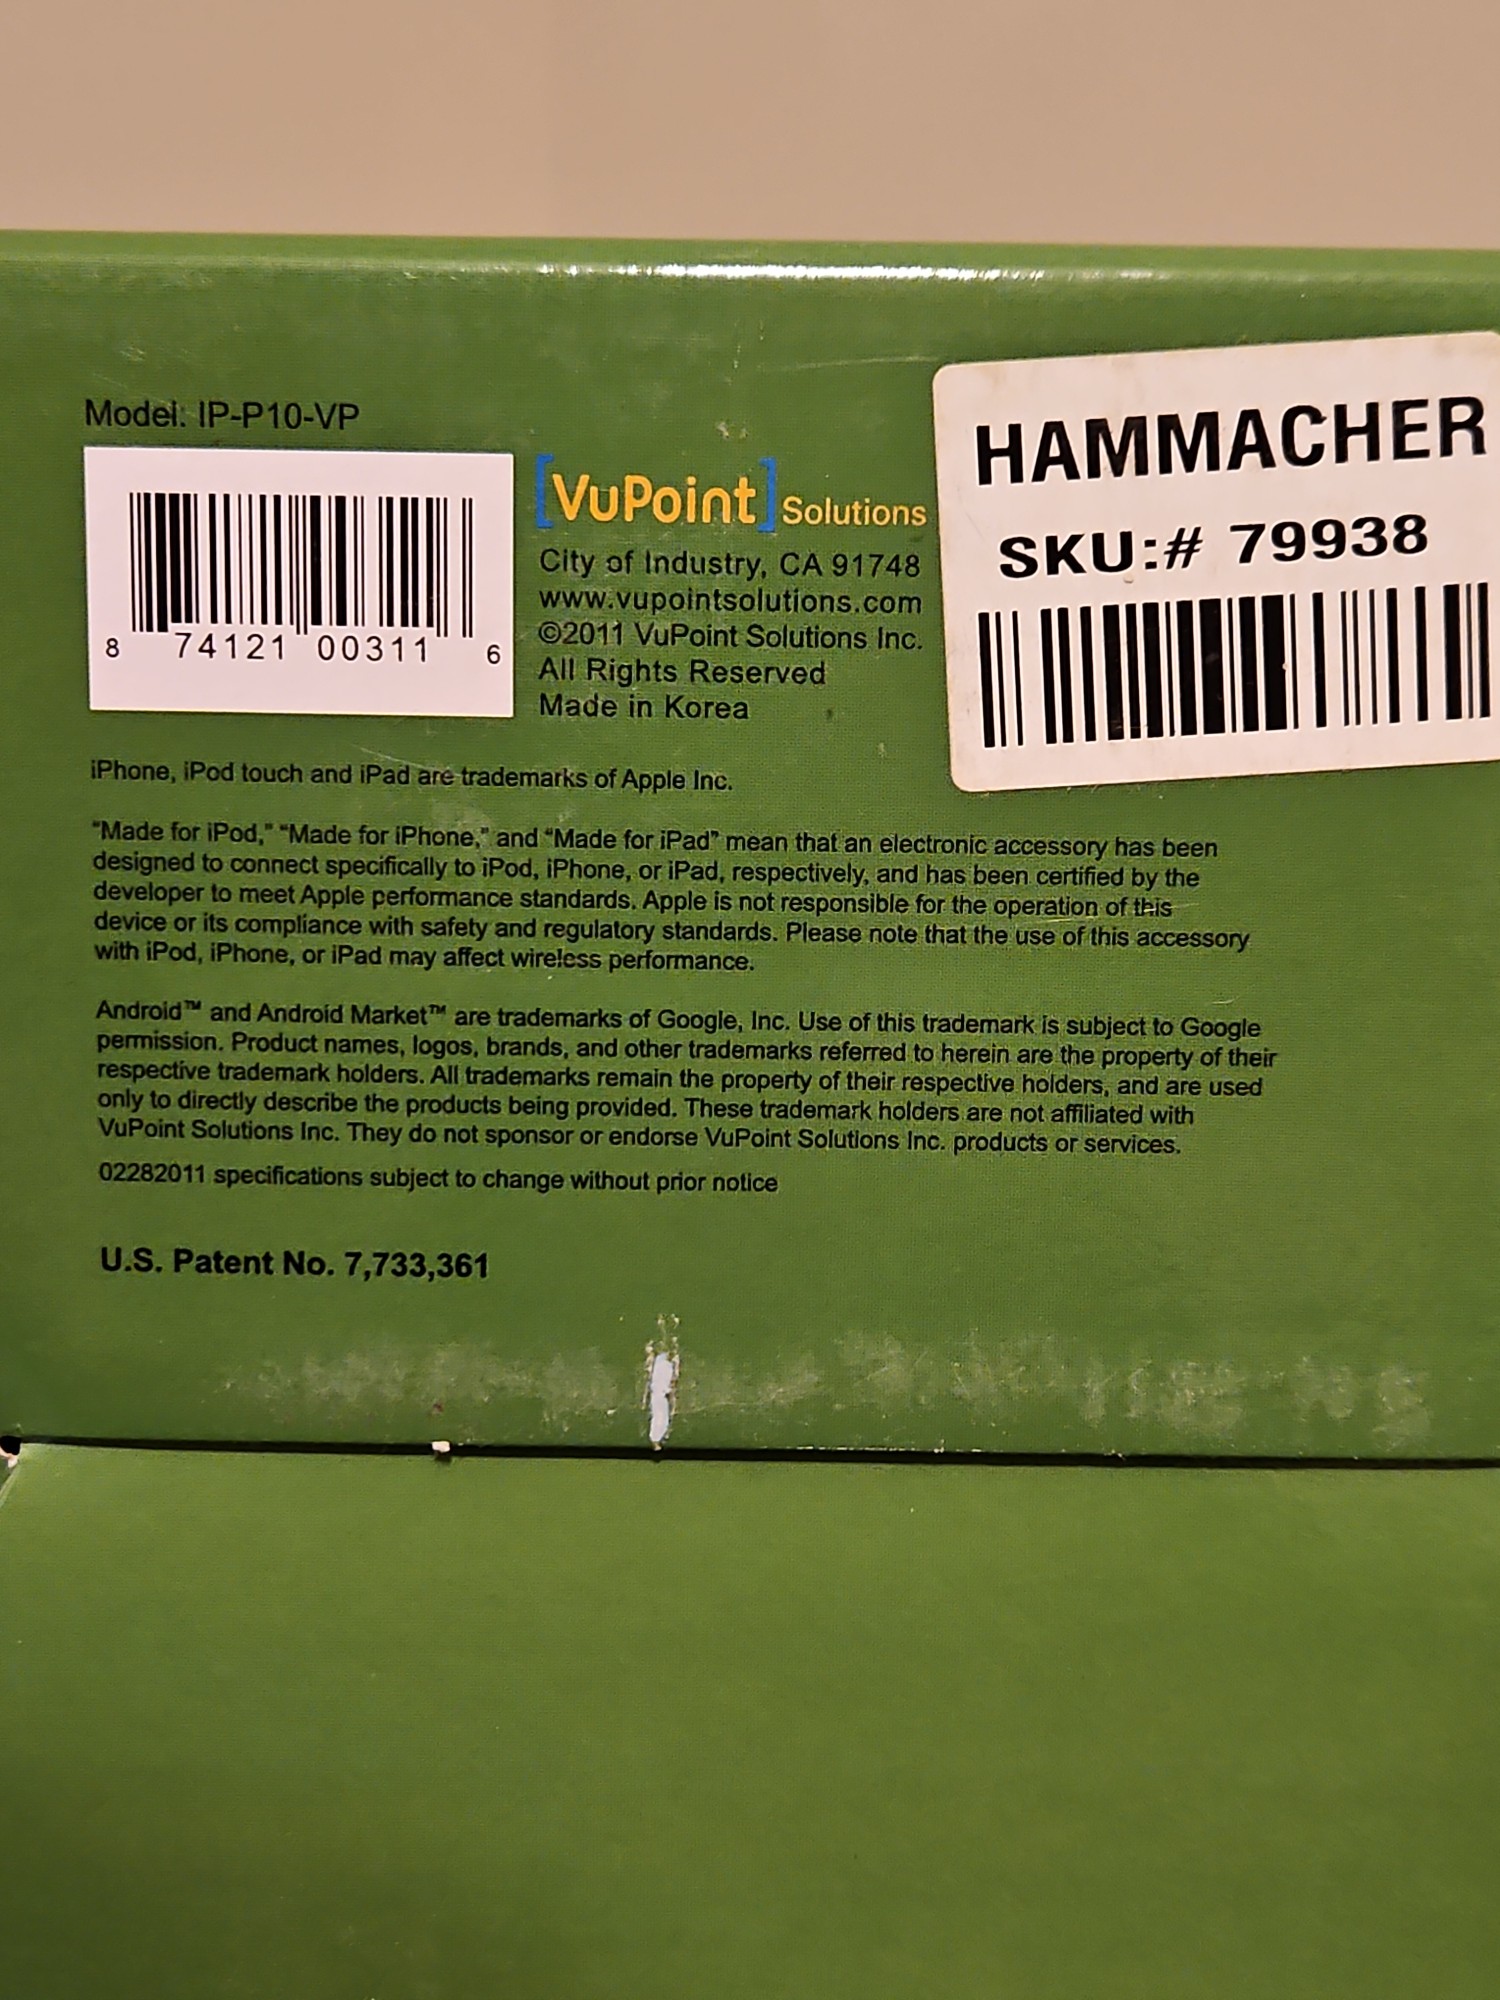 Model: IP-P10-VP
8 74121 00311 6
[VuPoint] Solutions
City of Industry, CA 91748
www.vupointsolutions.com
©2011 VuPoint Solutions Inc.
All Rights Reserved
Made in Korea
HAMMACHER
SKU:# 79938
iPhone, iPod touch and iPad are trademarks of Apple Inc.
“Made for iPod,” “Made for iPhone,” and “Made for iPad” mean that an electronic accessory has been
designed to connect specifically to iPod, iPhone, or iPad, respectively, and has been certified by the
developer to meet Apple performance standards. Apple is not responsible for the operation of this
device or its compliance with safety and regulatory standards. Please note that the use of this accessory
with iPod, iPhone, or iPad may affect wireless performance.
Android™ and Android Market™ are trademarks of Google, Inc. Use of this trademark is subject to Google
permission. Product names, logos, brands, and other trademarks referred to herein are the property of their
respective trademark holders. All trademarks remain the property of their respective holders, and are used
only to directly describe the products being provided. These trademark holders are not affiliated with
VuPoint Solutions Inc. They do not sponsor or endorse VuPoint Solutions Inc. products or services.
02282011 specifications subject to change without prior notice
U.S. Patent No. 7,733,361